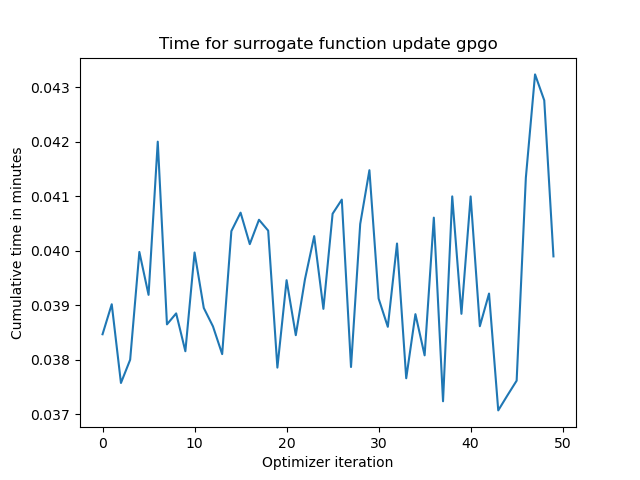 Time for surrogate function update gpgo
Cumulative time in minutes
0.043
0.042
0.041
0.040
0.039
0.038
0.037
0 10 20 30 40 50
Optimizer iteration